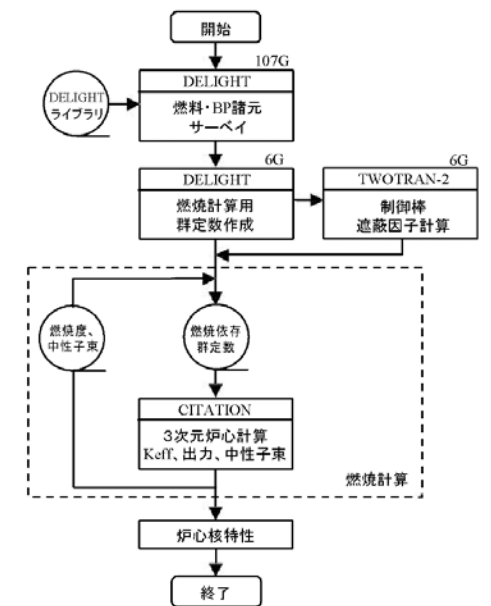 開始
107G
DELIGHT
ライブラリ
DELIGHT
燃料・BP諸元
サーベイ
6G
DELIGHT
燃焼計算用
群定数作成
6G
TWOTRAN-2
制御棒
遮蔽因子計算
燃焼度、
中性子束
燃焼依存
群定数
CITATION
3次元炉心計算
Keff、出力、中性子束
燃焼計算
炉心核特性
終了